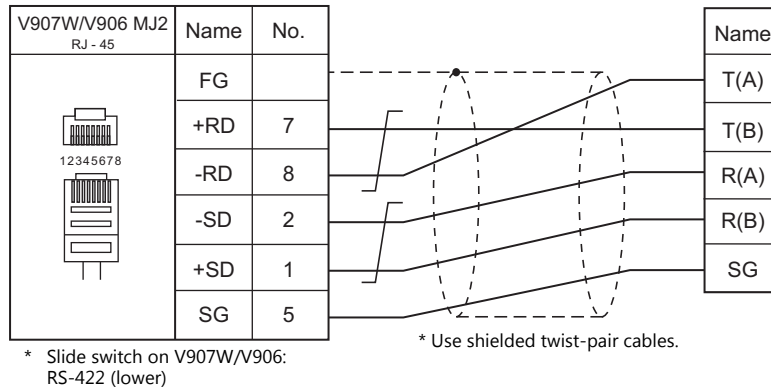 V907W/V906 MJ2 Name No. Name
RJ - 45
FG T(A)
+RD 7 T(B)
12345678
-RD 8 R(A)
-SD 2 R(B)
+SD 1 SG
SG 5
* Use shielded twist-pair cables.
* Slide switch on V907W/V906:
RS-422 (lower)